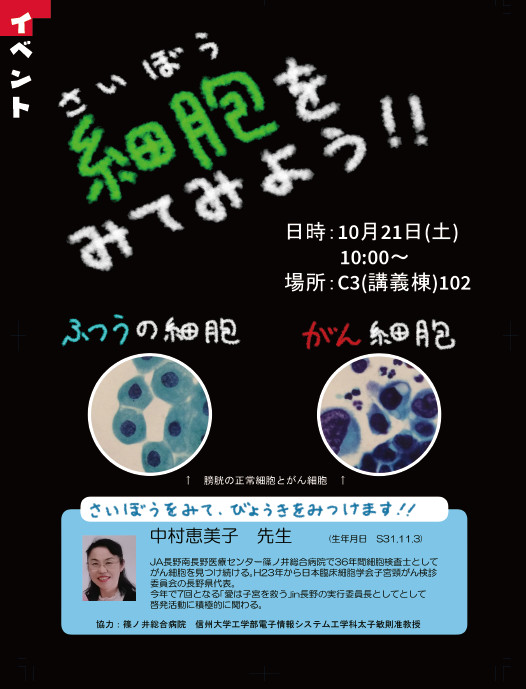 イベント
さいぼう
細胞を
みてみよう!!
日時：10月21日(土)
10:00～
場所：C3(講義棟)102
ふつうの細胞
がん細胞
↑ 膀胱の正常細胞とがん細胞 ↑
さいぼうをみて、びょうきをみつけます!!
中村恵美子 先生 （生年月日 S31.11.3）
JA長野南長野医療センター篠ノ井総合病院で36年間細胞検査士として
がん細胞を見つけ続ける。H23年から日本臨床細胞学会子宮頸がん検診
委員会の長野県代表。
今年で7回となる｢愛は子宮を救う｣in長野の実行委員長としてとして
啓発活動に積極的に関わる。
協力：篠ノ井総合病院 信州大学工学部電子情報システム工学科太子敏則准教授